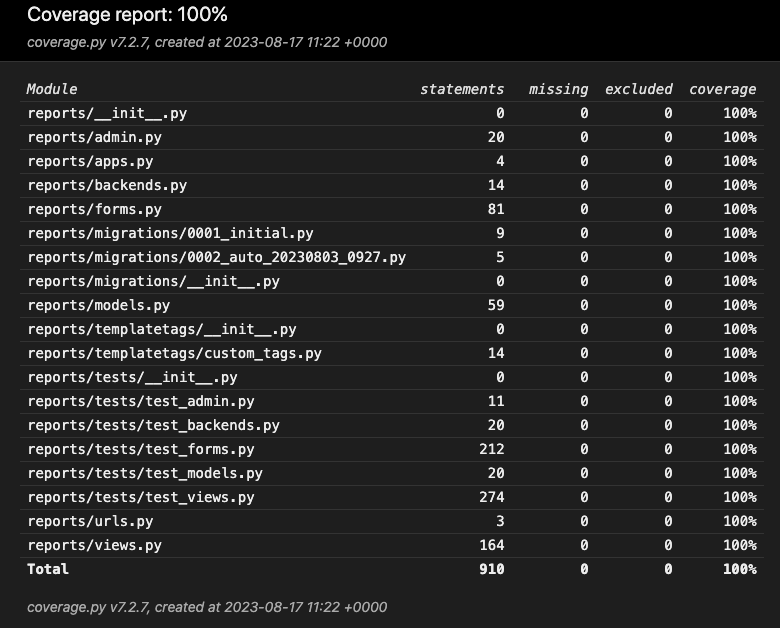 Coverage report: 100%
coverage.py v7.2.7, created at 2023-08-17 11:22 +0000
Module statements missing excluded coverage
reports/__init__.py 0 0 0 100%
reports/admin.py 20 0 0 100%
reports/apps.py 4 0 0 100%
reports/backends.py 14 0 0 100%
reports/forms.py 81 0 0 100%
reports/migrations/0001_initial.py 9 0 0 100%
reports/migrations/0002_auto_20230803_0927.py 5 0 0 100%
reports/migrations/__init__.py 0 0 0 100%
reports/models.py 59 0 0 100%
reports/templatetags/__init__.py 0 0 0 100%
reports/templatetags/custom_tags.py 14 0 0 100%
reports/tests/__init__.py 0 0 0 100%
reports/tests/test_admin.py 11 0 0 100%
reports/tests/test_backends.py 20 0 0 100%
reports/tests/test_forms.py 212 0 0 100%
reports/tests/test_models.py 20 0 0 100%
reports/tests/test_views.py 274 0 0 100%
reports/urls.py 3 0 0 100%
reports/views.py 164 0 0 100%
Total 910 0 0 100%
coverage.py v7.2.7, created at 2023-08-17 11:22 +0000